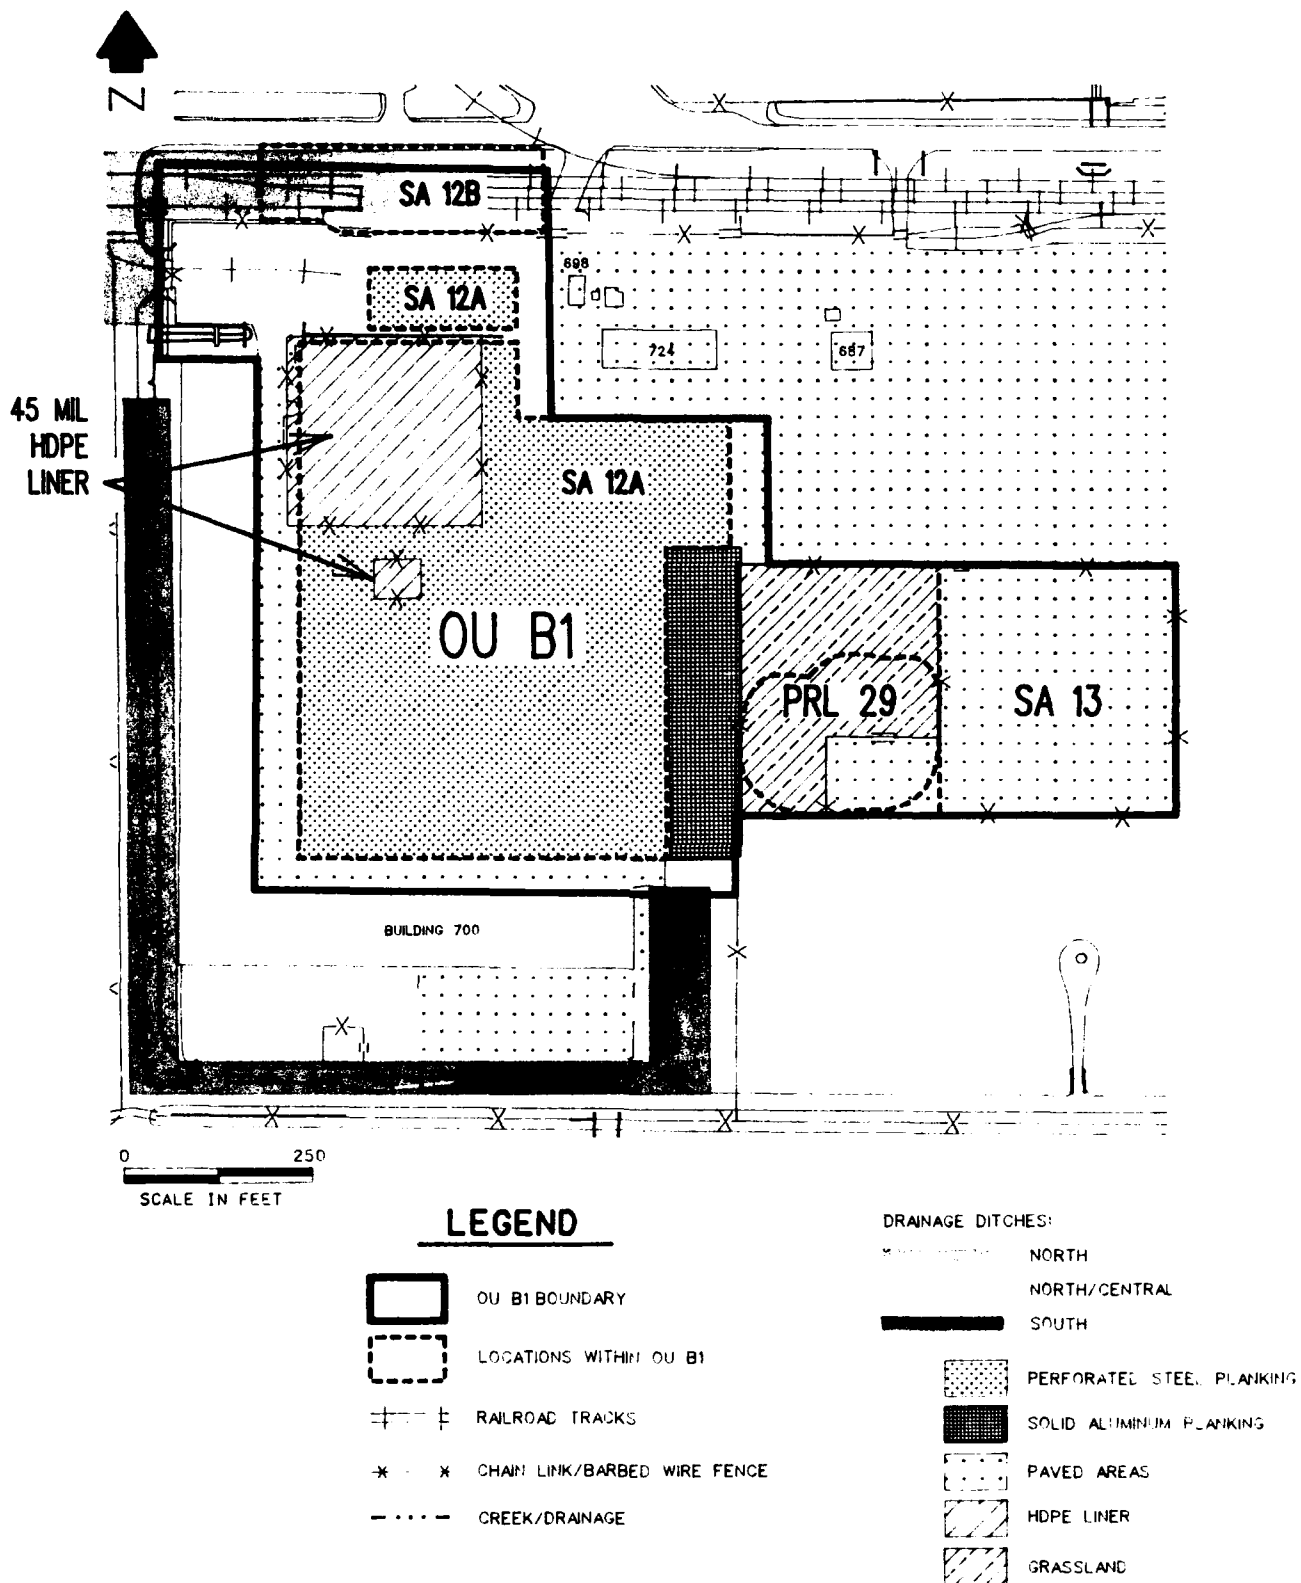 N
SA 12B
698
SA 12A
724
687
45 MIL
HDPE
LINER
SA 12A
OU B1
PRL 29
SA 13
BUILDING 700
0 250
SCALE IN FEET
LEGEND
OU B1 BOUNDARY
LOCATIONS WITHIN OU B1
RAILROAD TRACKS
CHAIN LINK/BARBED WIRE FENCE
CREEK/DRAINAGE
DRAINAGE DITCHES:
NORTH
NORTH/CENTRAL
SOUTH
PERFORATED STEEL PLANKING
SOLID ALUMINUM PLANKING
PAVED AREAS
HDPE LINER
GRASSLAND